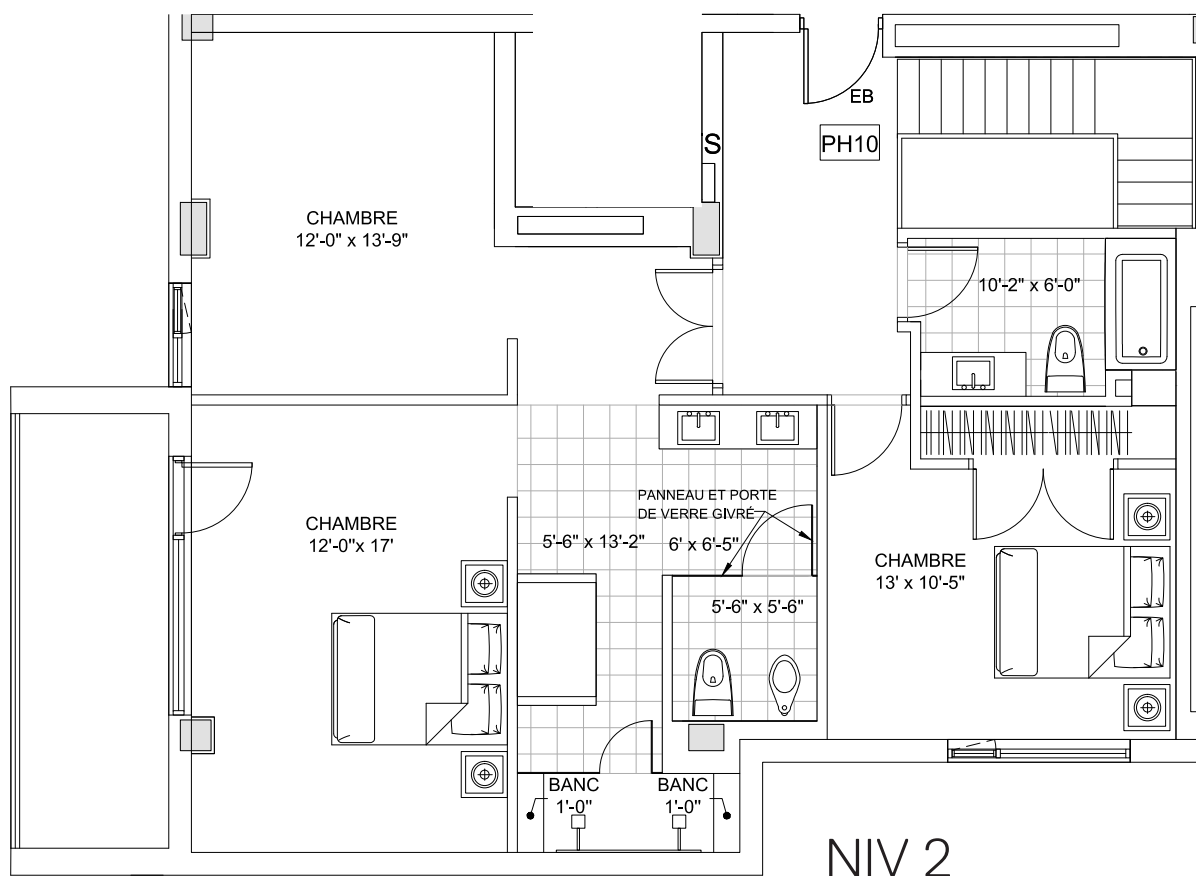 EB
S
PH10
CHAMBRE
12'-0" x 13'-9"
10'-2" x 6'-0"
PANNEAU ET PORTE
DE VERRE GIVRÉ
CHAMBRE
12'-0"x 17'
5'-6" x 13'-2"
6' x 6'-5"
CHAMBRE
13' x 10'-5"
5'-6" x 5'-6"
BANC
1'-0"
BANC
1'-0"
NIV 2